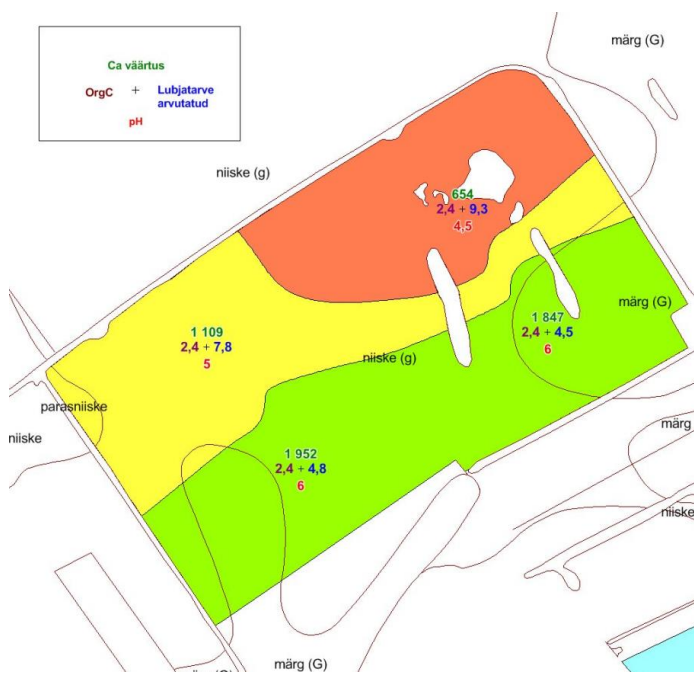 Ca väärtus
OrgC + Lubjatarve
arvutatud
pH
märg (G)
niiske (g)
654
2,4 + 9,3
4,5
märg (G)
1 847
2,4 + 4,5
6
1 109
2,4 + 7,8
5
niiske (g)
parasniiske
niiske
märg
1 952
2,4 + 4,8
6
niiske
märg (G)